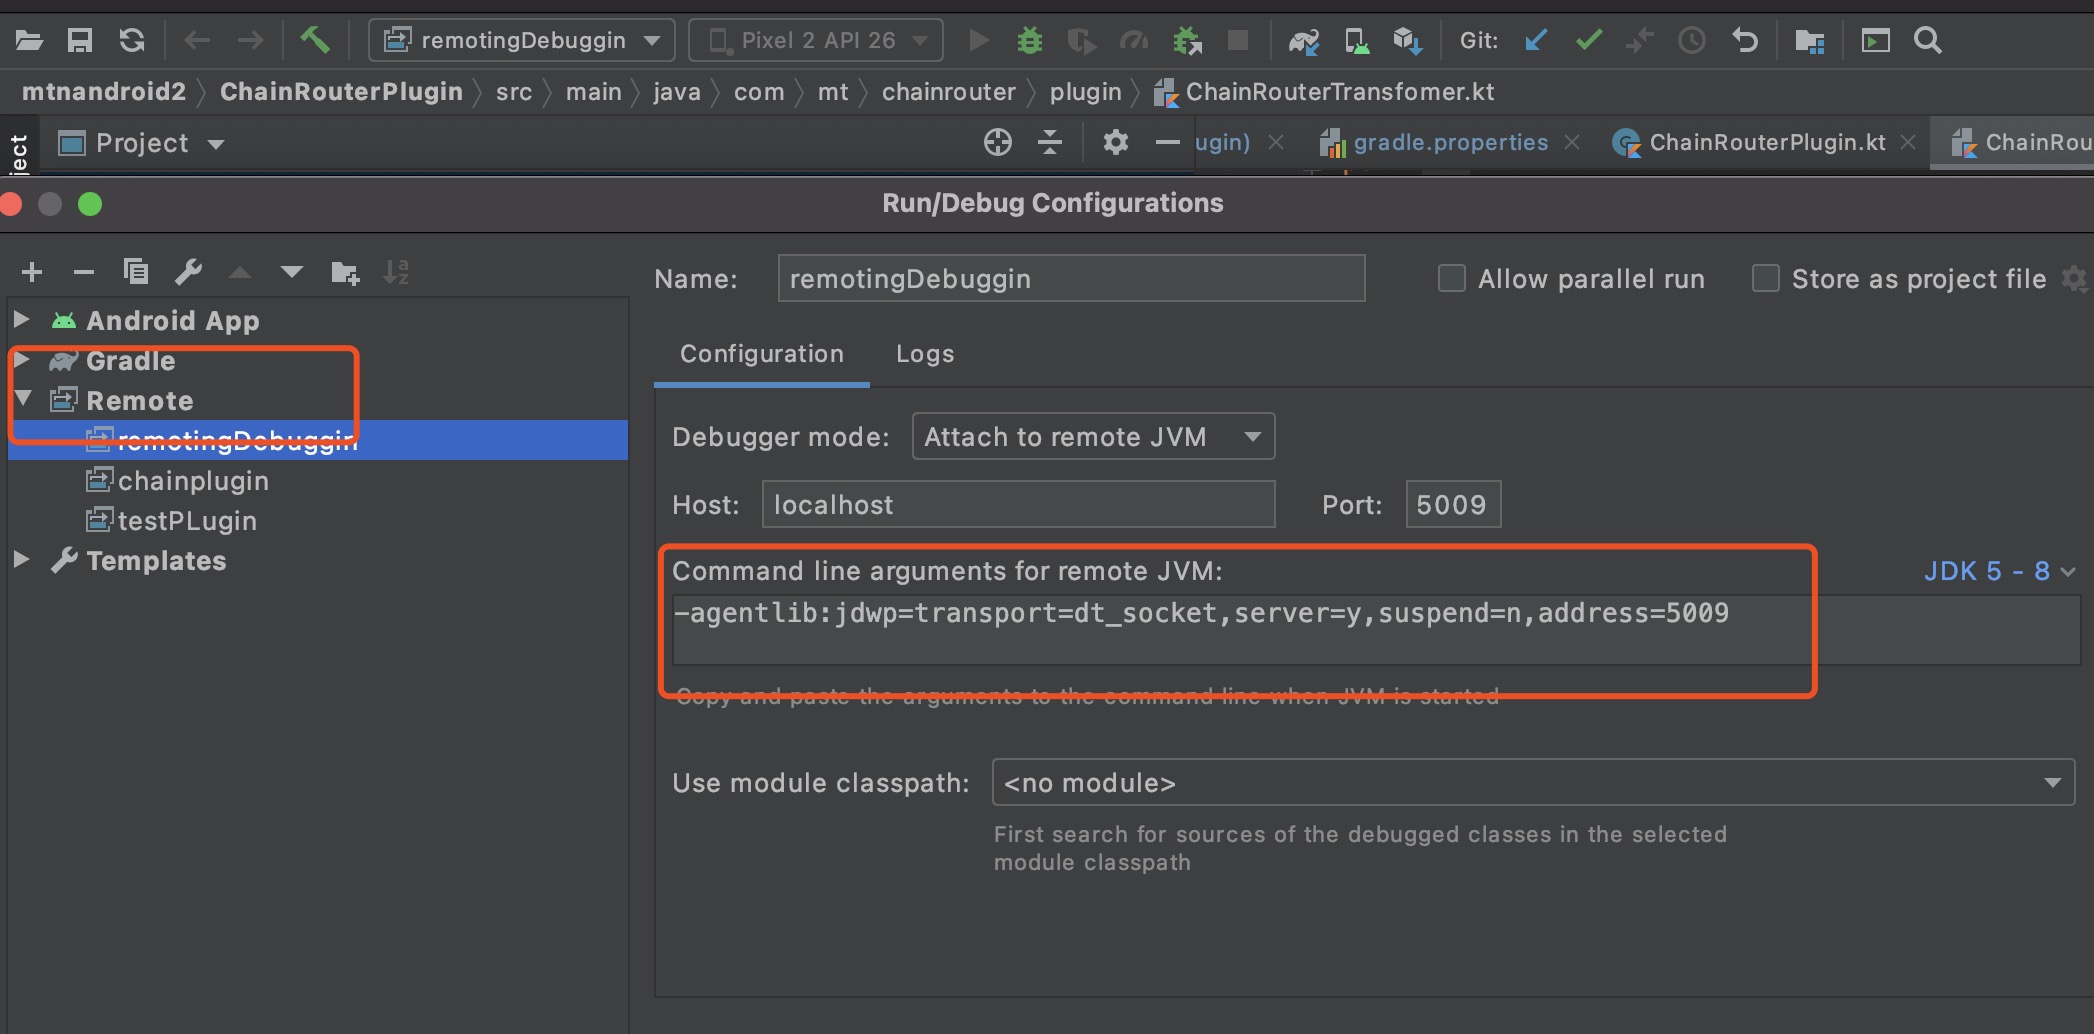 remotingDebuggin
Pixel 2 API 26
Git:
mtnandroid2 ChainRouterPlugin src main java com mt chainrouter plugin ChainRouterTransfomer.kt
ject
Project
ugin)
gradle.properties
ChainRouterPlugin.kt
ChainRou
Run/Debug Configurations
Name:
remotingDebuggin
Allow parallel run
Store as project file
Android App
Gradle
Remote
remotingDebuggin
chainplugin
testPLugin
Templates
Configuration
Logs
Debugger mode:
Attach to remote JVM
Host:
localhost
Port:
5009
Command line arguments for remote JVM:
JDK 5 - 8
-agentlib:jdwp=transport=dt_socket,server=y,suspend=n,address=5009
Copy and paste the arguments to the command line when JVM is started
Use module classpath:
<no module>
First search for sources of the debugged classes in the selected
module classpath